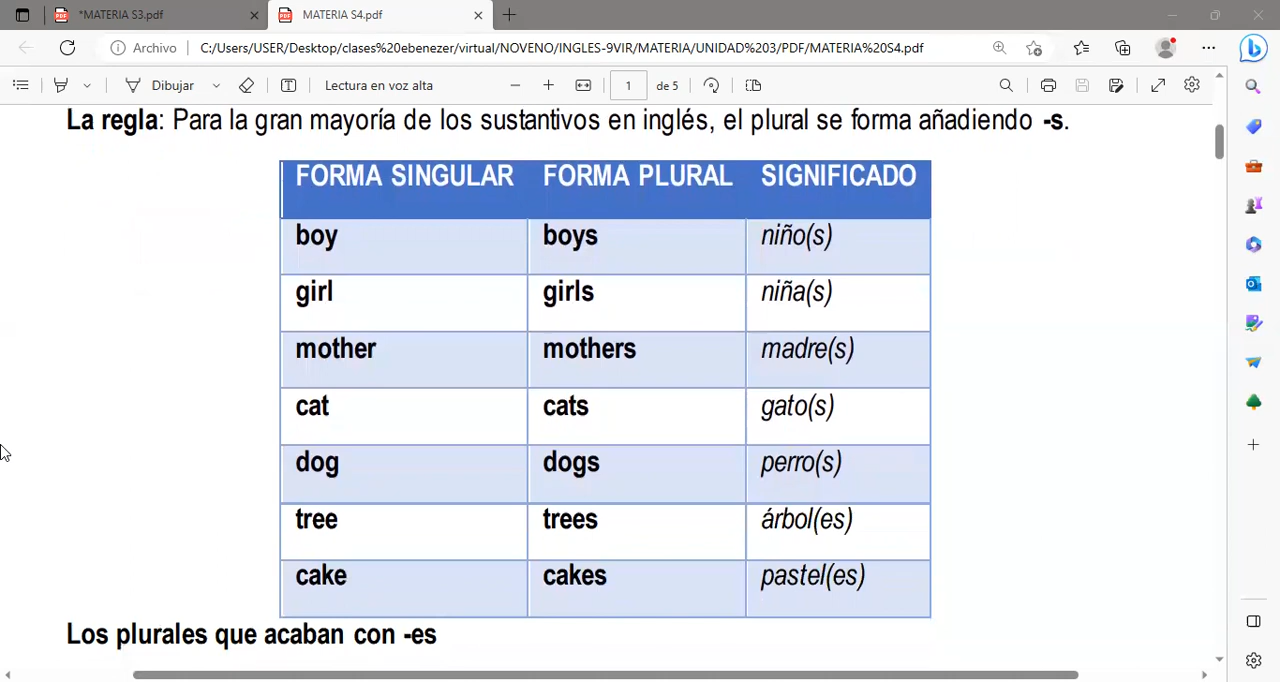 *MATERIA S3.pdf
MATERIA S4.pdf
Archivo C:/Users/USER/Desktop/clases%20ebenezer/virtual/NOVENO/INGLES-9VIR/MATERIA/UNIDAD%203/PDF/MATERIA%20S4.pdf
Dibujar Lectura en voz alta 1 de 5
La regla: Para la gran mayoría de los sustantivos en inglés, el plural se forma añadiendo -s.
FORMA SINGULAR FORMA PLURAL SIGNIFICADO
boy boys niño(s)
girl girls niña(s)
mother mothers madre(s)
cat cats gato(s)
dog dogs perro(s)
tree trees árbol(es)
cake cakes pastel(es)
Los plurales que acaban con -es